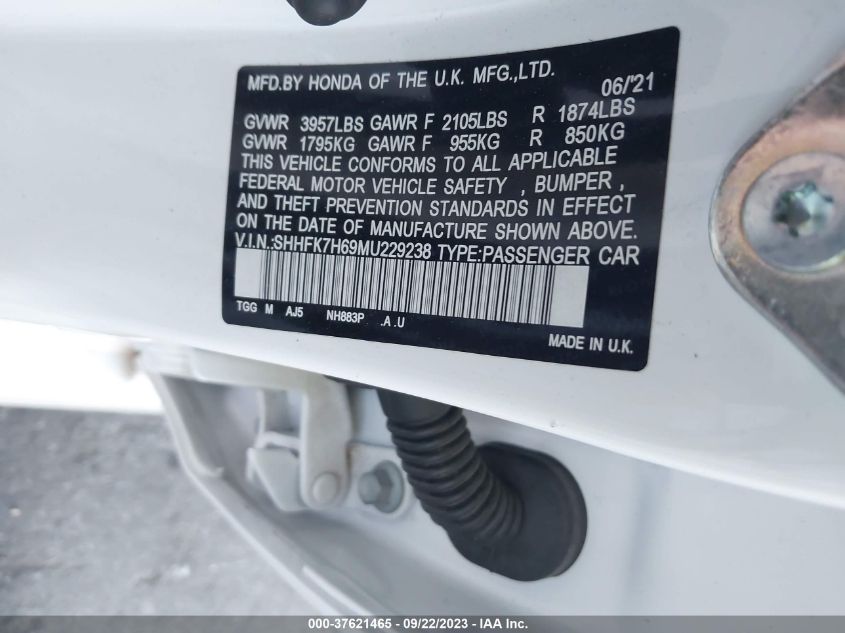 MFD.BY HONDA OF THE U.K. MFG.,LTD.
06/'21
GVWR 3957LBS GAWR F 2105LBS R 1874LBS
GVWR 1795KG GAWR F 955KG R 850KG
THIS VEHICLE CONFORMS TO ALL APPLICABLE
FEDERAL MOTOR VEHICLE SAFETY , BUMPER ,
AND THEFT PREVENTION STANDARDS IN EFFECT
ON THE DATE OF MANUFACTURE SHOWN ABOVE.
V.I.N.:SHHFK7H69MU229238 TYPE:PASSENGER CAR
TGG M AJ5 NH883P .A .U
MADE IN U.K.
000-37621465 - 09/22/2023 - IAA Inc.